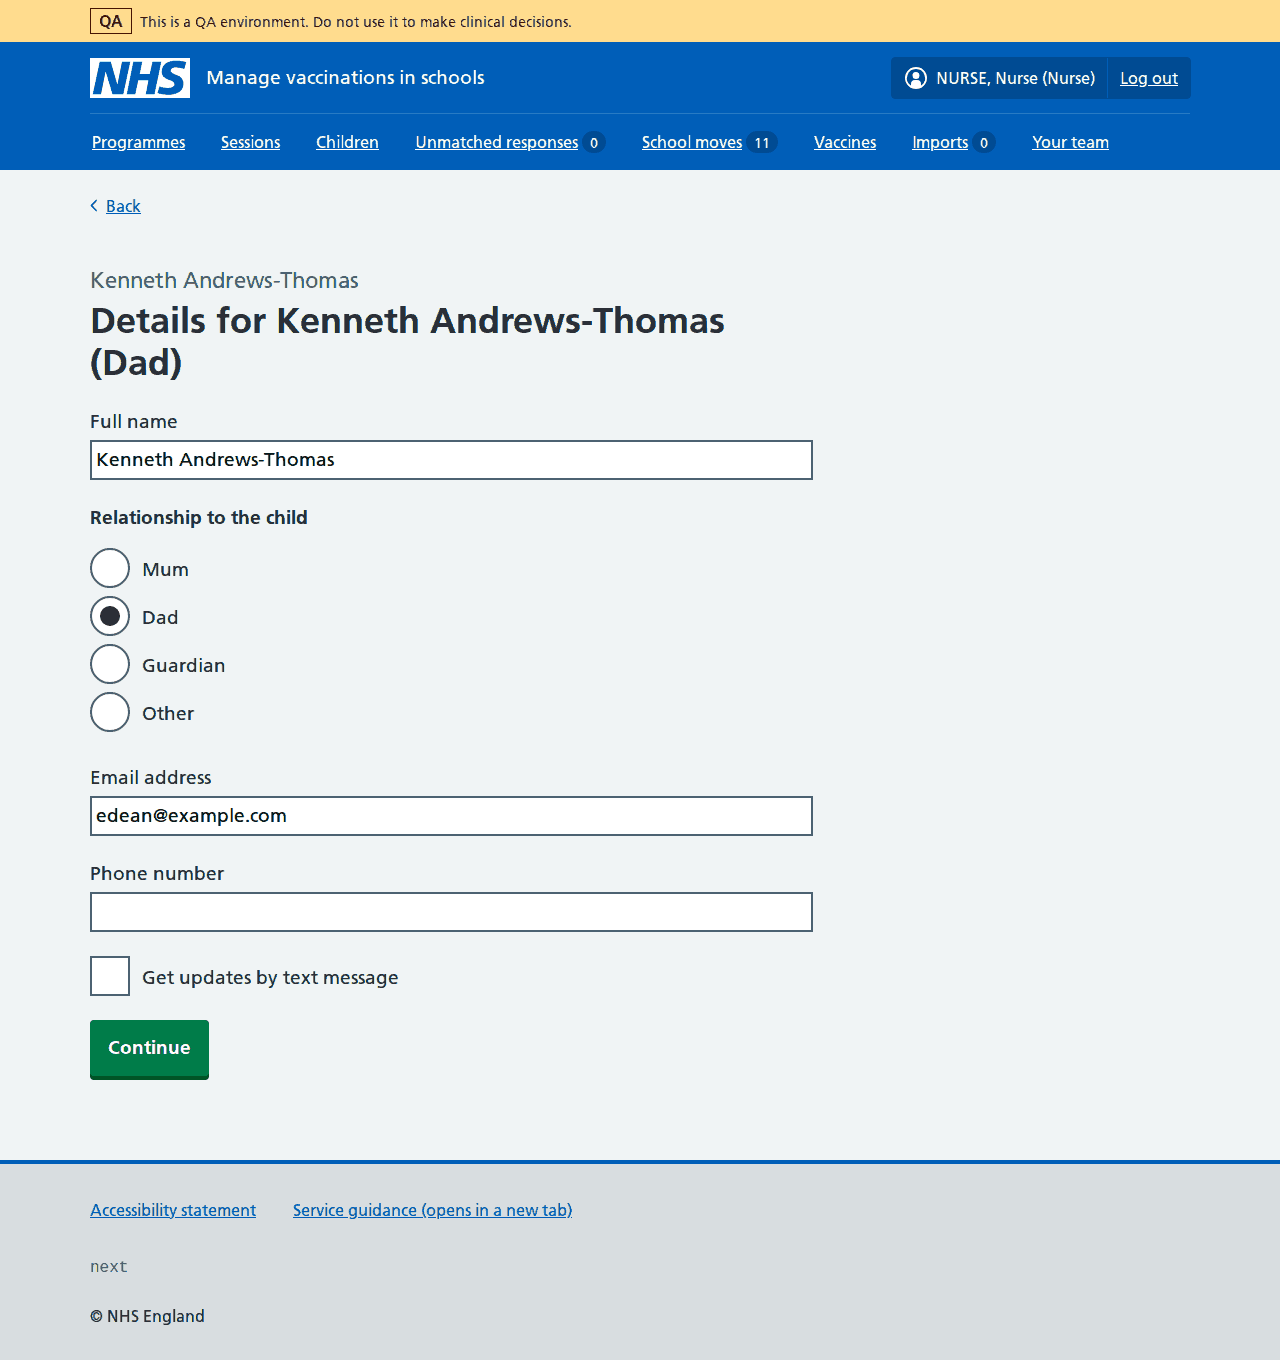 QA This is a QA environment. Do not use it to make clinical decisions.
NHS Manage vaccinations in schools NURSE, Nurse (Nurse) Log out
Programmes Sessions Children Unmatched responses 0 School moves 11 Vaccines Imports 0 Your team
Back
Kenneth Andrews-Thomas
Details for Kenneth Andrews-Thomas
(Dad)
Full name
Kenneth Andrews-Thomas
Relationship to the child
Mum
Dad
Guardian
Other
Email address
edean@example.com
Phone number
Get updates by text message
Continue
Accessibility statement Service guidance (opens in a new tab)
next
© NHS England